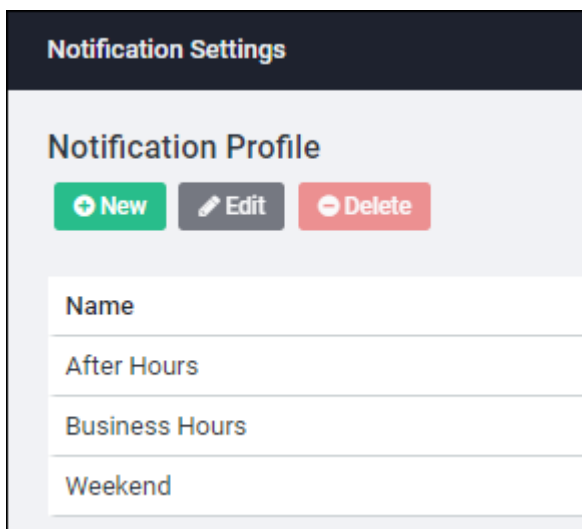 Notification Settings
Notification Profile
New Edit Delete
Name
After Hours
Business Hours
Weekend